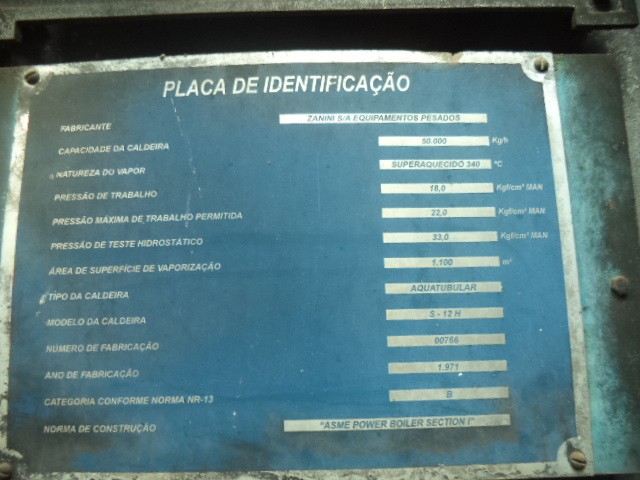 PLACA DE IDENTIFICAÇÃO
FABRICANTE ZANINI S/A EQUIPAMENTOS PESADOS
CAPACIDADE DA CALDEIRA 50.000 Kg/h
NATUREZA DO VAPOR SUPERAQUECIDO 340 °C
PRESSÃO DE TRABALHO 18,0 Kgf/cm² MAN
PRESSÃO MÁXIMA DE TRABALHO PERMITIDA 22,0 Kgf/cm² MAN
PRESSÃO DE TESTE HIDROSTÁTICO 33,0 Kgf/cm² MAN
ÁREA DE SUPERFÍCIE DE VAPORIZAÇÃO 1.100 m²
TIPO DA CALDEIRA AQUATUBULAR
MODELO DA CALDEIRA S - 12 H
NÚMERO DE FABRICAÇÃO 00766
ANO DE FABRICAÇÃO 1.971
CATEGORIA CONFORME NORMA NR-13 B
NORMA DE CONSTRUÇÃO "ASME POWER BOILER SECTION I"